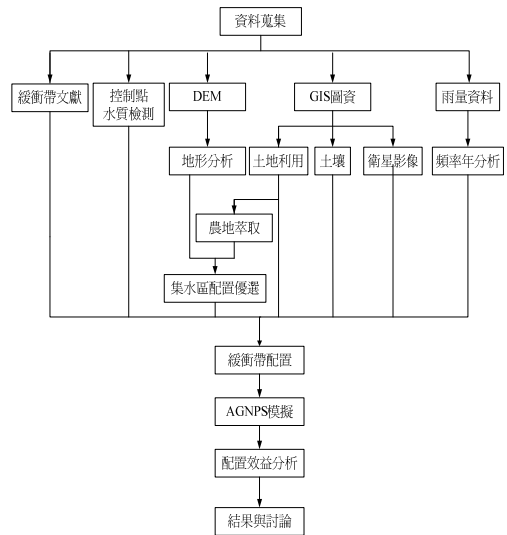 資料蒐集
緩衝帶文獻
控制點
水質檢測
DEM
GIS圖資
雨量資料
地形分析
土地利用
土壤
衛星影像
頻率年分析
農地萃取
集水區配置優選
緩衝帶配置
AGNPS模擬
配置效益分析
結果與討論